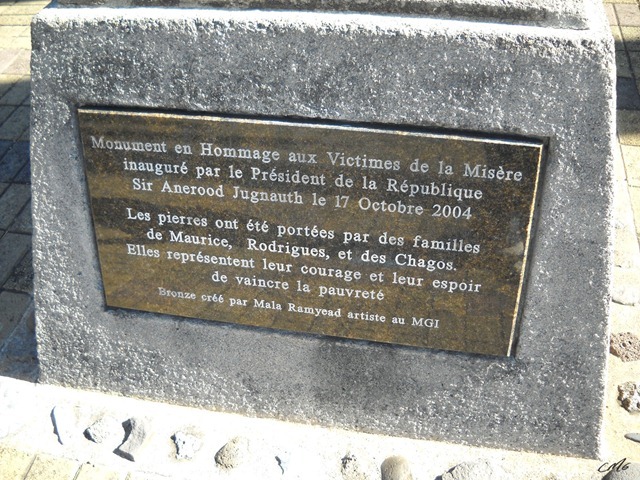 Monument en Hommage aux Victimes de la Misère
inauguré par le Président de la République
Sir Anerood Jugnauth le 17 Octobre 2004
Les pierres ont été portées par des familles
de Maurice, Rodrigues, et des Chagos.
Elles représentent leur courage et leur espoir
de vaincre la pauvreté
Bronze créé par Mala Ramyead artiste au MGI